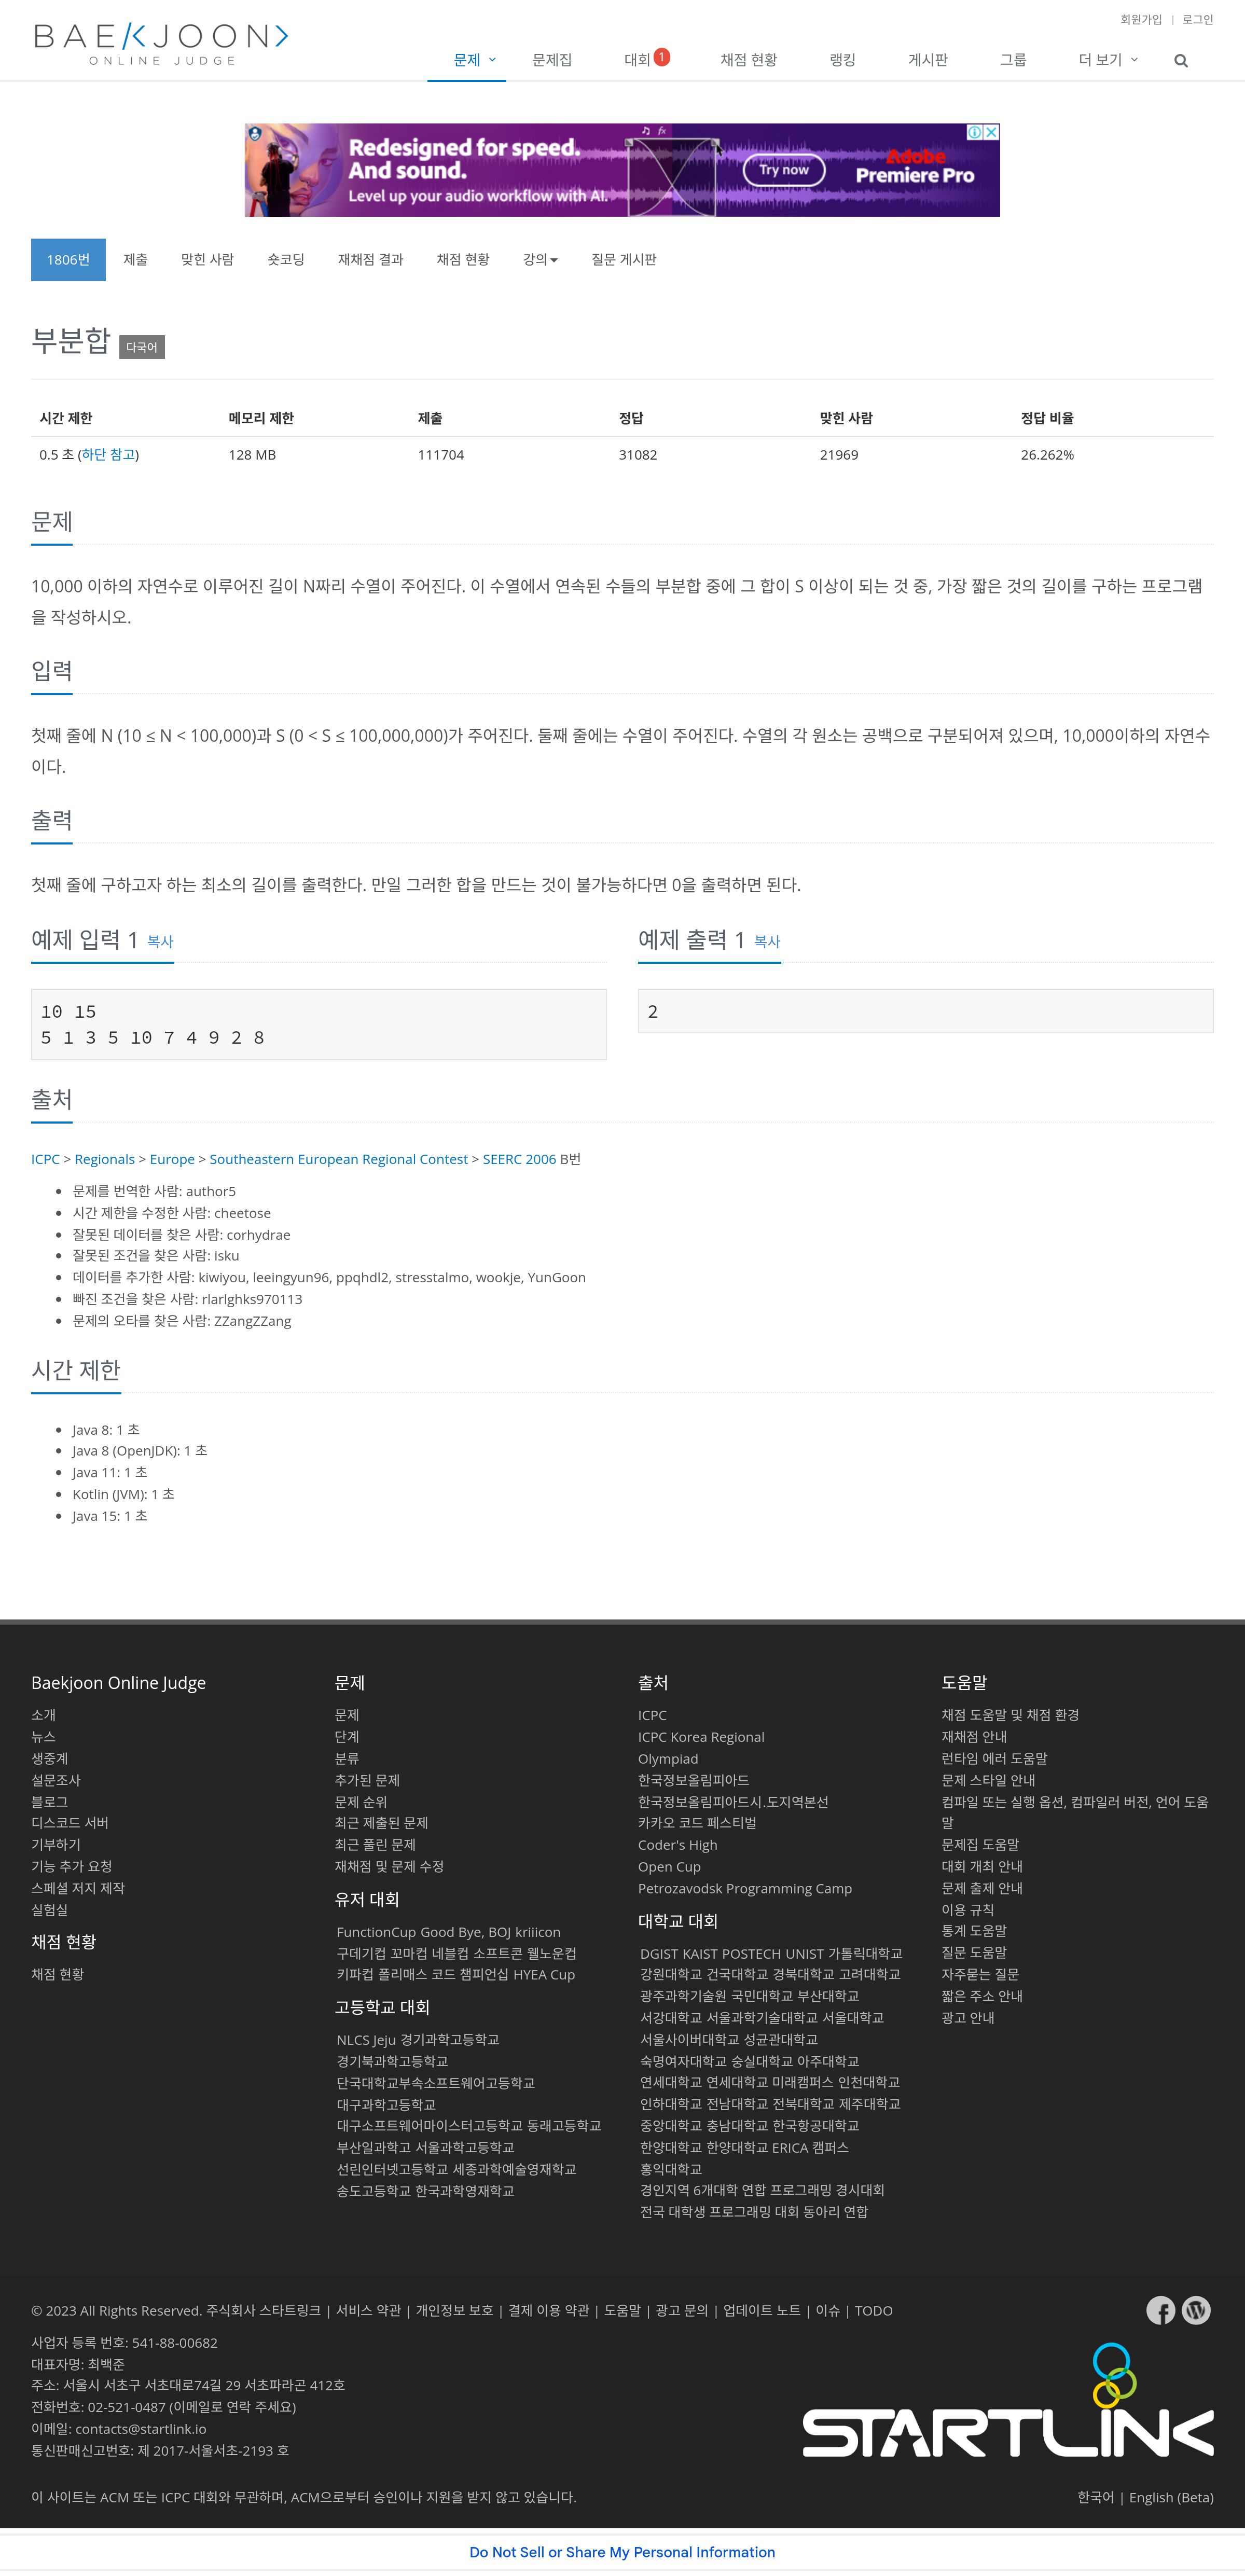 회원가입 | 로그인
BAEKJOON>
ONLINE JUDGE
문제 문제집 대회 1 채점 현황 랭킹 게시판 그룹 더 보기
Redesigned for speed.
And sound.
Level up your audio workflow with AI.
Try now
Adobe
Premiere Pro
1806번 제출 맞힌 사람 숏코딩 재채점 결과 채점 현황 강의 질문 게시판
부분합 다국어
시간 제한 메모리 제한 제출 정답 맞힌 사람 정답 비율
0.5 초 (하단 참고) 128 MB 111704 31082 21969 26.262%
문제
10,000 이하의 자연수로 이루어진 길이 N짜리 수열이 주어진다. 이 수열에서 연속된 수들의 부분합 중에 그 합이 S 이상이 되는 것 중, 가장 짧은 것의 길이를 구하는 프로그램
을 작성하시오.
입력
첫째 줄에 N (10 ≤ N < 100,000)과 S (0 < S ≤ 100,000,000)가 주어진다. 둘째 줄에는 수열이 주어진다. 수열의 각 원소는 공백으로 구분되어져 있으며, 10,000이하의 자연수
이다.
출력
첫째 줄에 구하고자 하는 최소의 길이를 출력한다. 만일 그러한 합을 만드는 것이 불가능하다면 0을 출력하면 된다.
예제 입력 1 복사
10 15
5 1 3 5 10 7 4 9 2 8
예제 출력 1 복사
2
출처
ICPC > Regionals > Europe > Southeastern European Regional Contest > SEERC 2006 B번
문제를 번역한 사람: author5
시간 제한을 수정한 사람: cheetose
잘못된 데이터를 찾은 사람: corhydrae
잘못된 조건을 찾은 사람: isku
데이터를 추가한 사람: kiwiyou, leeingyun96, ppqhdl2, stresstalmo, wookje, YunGoon
빠진 조건을 찾은 사람: rlarlghks970113
문제의 오타를 찾은 사람: ZZangZZang
시간 제한
Java 8: 1 초
Java 8 (OpenJDK): 1 초
Java 11: 1 초
Kotlin (JVM): 1 초
Java 15: 1 초
Baekjoon Online Judge
소개
뉴스
생중계
설문조사
블로그
디스코드 서버
기부하기
기능 추가 요청
스페셜 저지 제작
실험실
채점 현황
채점 현황
문제
문제
단계
분류
추가된 문제
문제 순위
최근 제출된 문제
최근 풀린 문제
재채점 및 문제 수정
유저 대회
FunctionCup Good Bye, BOJ kriiicon
구데기컵 꼬마컵 네블컵 소프트콘 웰노운컵
키파컵 폴리매스 코드 챔피언십 HYEA Cup
고등학교 대회
NLCS Jeju 경기과학고등학교
경기북과학고등학교
단국대학교부속소프트웨어고등학교
대구과학고등학교
대구소프트웨어마이스터고등학교 동래고등학교
부산일과학고 서울과학고등학교
선린인터넷고등학교 세종과학예술영재학교
송도고등학교 한국과학영재학교
출처
ICPC
ICPC Korea Regional
Olympiad
한국정보올림피아드
한국정보올림피아드시.도지역본선
카카오 코드 페스티벌
Coder's High
Open Cup
Petrozavodsk Programming Camp
대학교 대회
DGIST KAIST POSTECH UNIST 가톨릭대학교
강원대학교 건국대학교 경북대학교 고려대학교
광주과학기술원 국민대학교 부산대학교
서강대학교 서울과학기술대학교 서울대학교
서울사이버대학교 성균관대학교
숙명여자대학교 숭실대학교 아주대학교
연세대학교 연세대학교 미래캠퍼스 인천대학교
인하대학교 전남대학교 전북대학교 제주대학교
중앙대학교 충남대학교 한국항공대학교
한양대학교 한양대학교 ERICA 캠퍼스
홍익대학교
경인지역 6개대학 연합 프로그래밍 경시대회
전국 대학생 프로그래밍 대회 동아리 연합
도움말
채점 도움말 및 채점 환경
재채점 안내
런타임 에러 도움말
문제 스타일 안내
컴파일 또는 실행 옵션, 컴파일러 버전, 언어 도움
말
문제집 도움말
대회 개최 안내
문제 출제 안내
이용 규칙
통계 도움말
질문 도움말
자주묻는 질문
짧은 주소 안내
광고 안내
© 2023 All Rights Reserved. 주식회사 스타트링크 | 서비스 약관 | 개인정보 보호 | 결제 이용 약관 | 도움말 | 광고 문의 | 업데이트 노트 | 이슈 | TODO
사업자 등록 번호: 541-88-00682
대표자명: 최백준
주소: 서울시 서초구 서초대로74길 29 서초파라곤 412호
전화번호: 02-521-0487 (이메일로 연락 주세요)
이메일: contacts@startlink.io
통신판매신고번호: 제 2017-서울서초-2193 호
STARTLINK
이 사이트는 ACM 또는 ICPC 대회와 무관하며, ACM으로부터 승인이나 지원을 받지 않고 있습니다.
한국어 | English (Beta)
Do Not Sell or Share My Personal Information